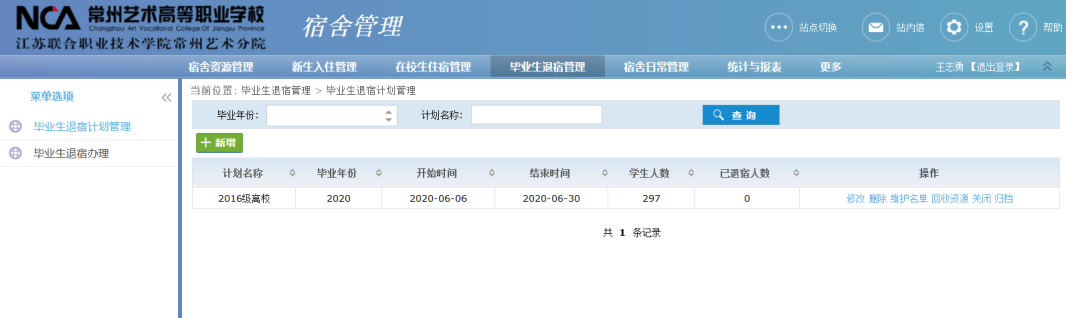 NCA 常州艺术高等职业学校
Changzhou Art Vocational College Of Jiangsu Province
江苏联合职业技术学院常州艺术分院
宿舍管理
站点切换 站内信 设置 帮助
宿舍资源管理 新生入住管理 在校生住宿管理 毕业生退宿管理 宿舍日常管理 统计与报表 更多 王志勇【退出登录】
菜单选项
毕业生退宿计划管理
毕业生退宿办理
当前位置: 毕业生退宿管理 > 毕业生退宿计划管理
毕业年份: 计划名称: 查 询
新增
计划名称 毕业年份 开始时间 结束时间 学生人数 已退宿人数 操作
2016级离校 2020 2020-06-06 2020-06-30 297 0 修改 删除 维护名单 回收资源 关闭 归档
共 1 条记录